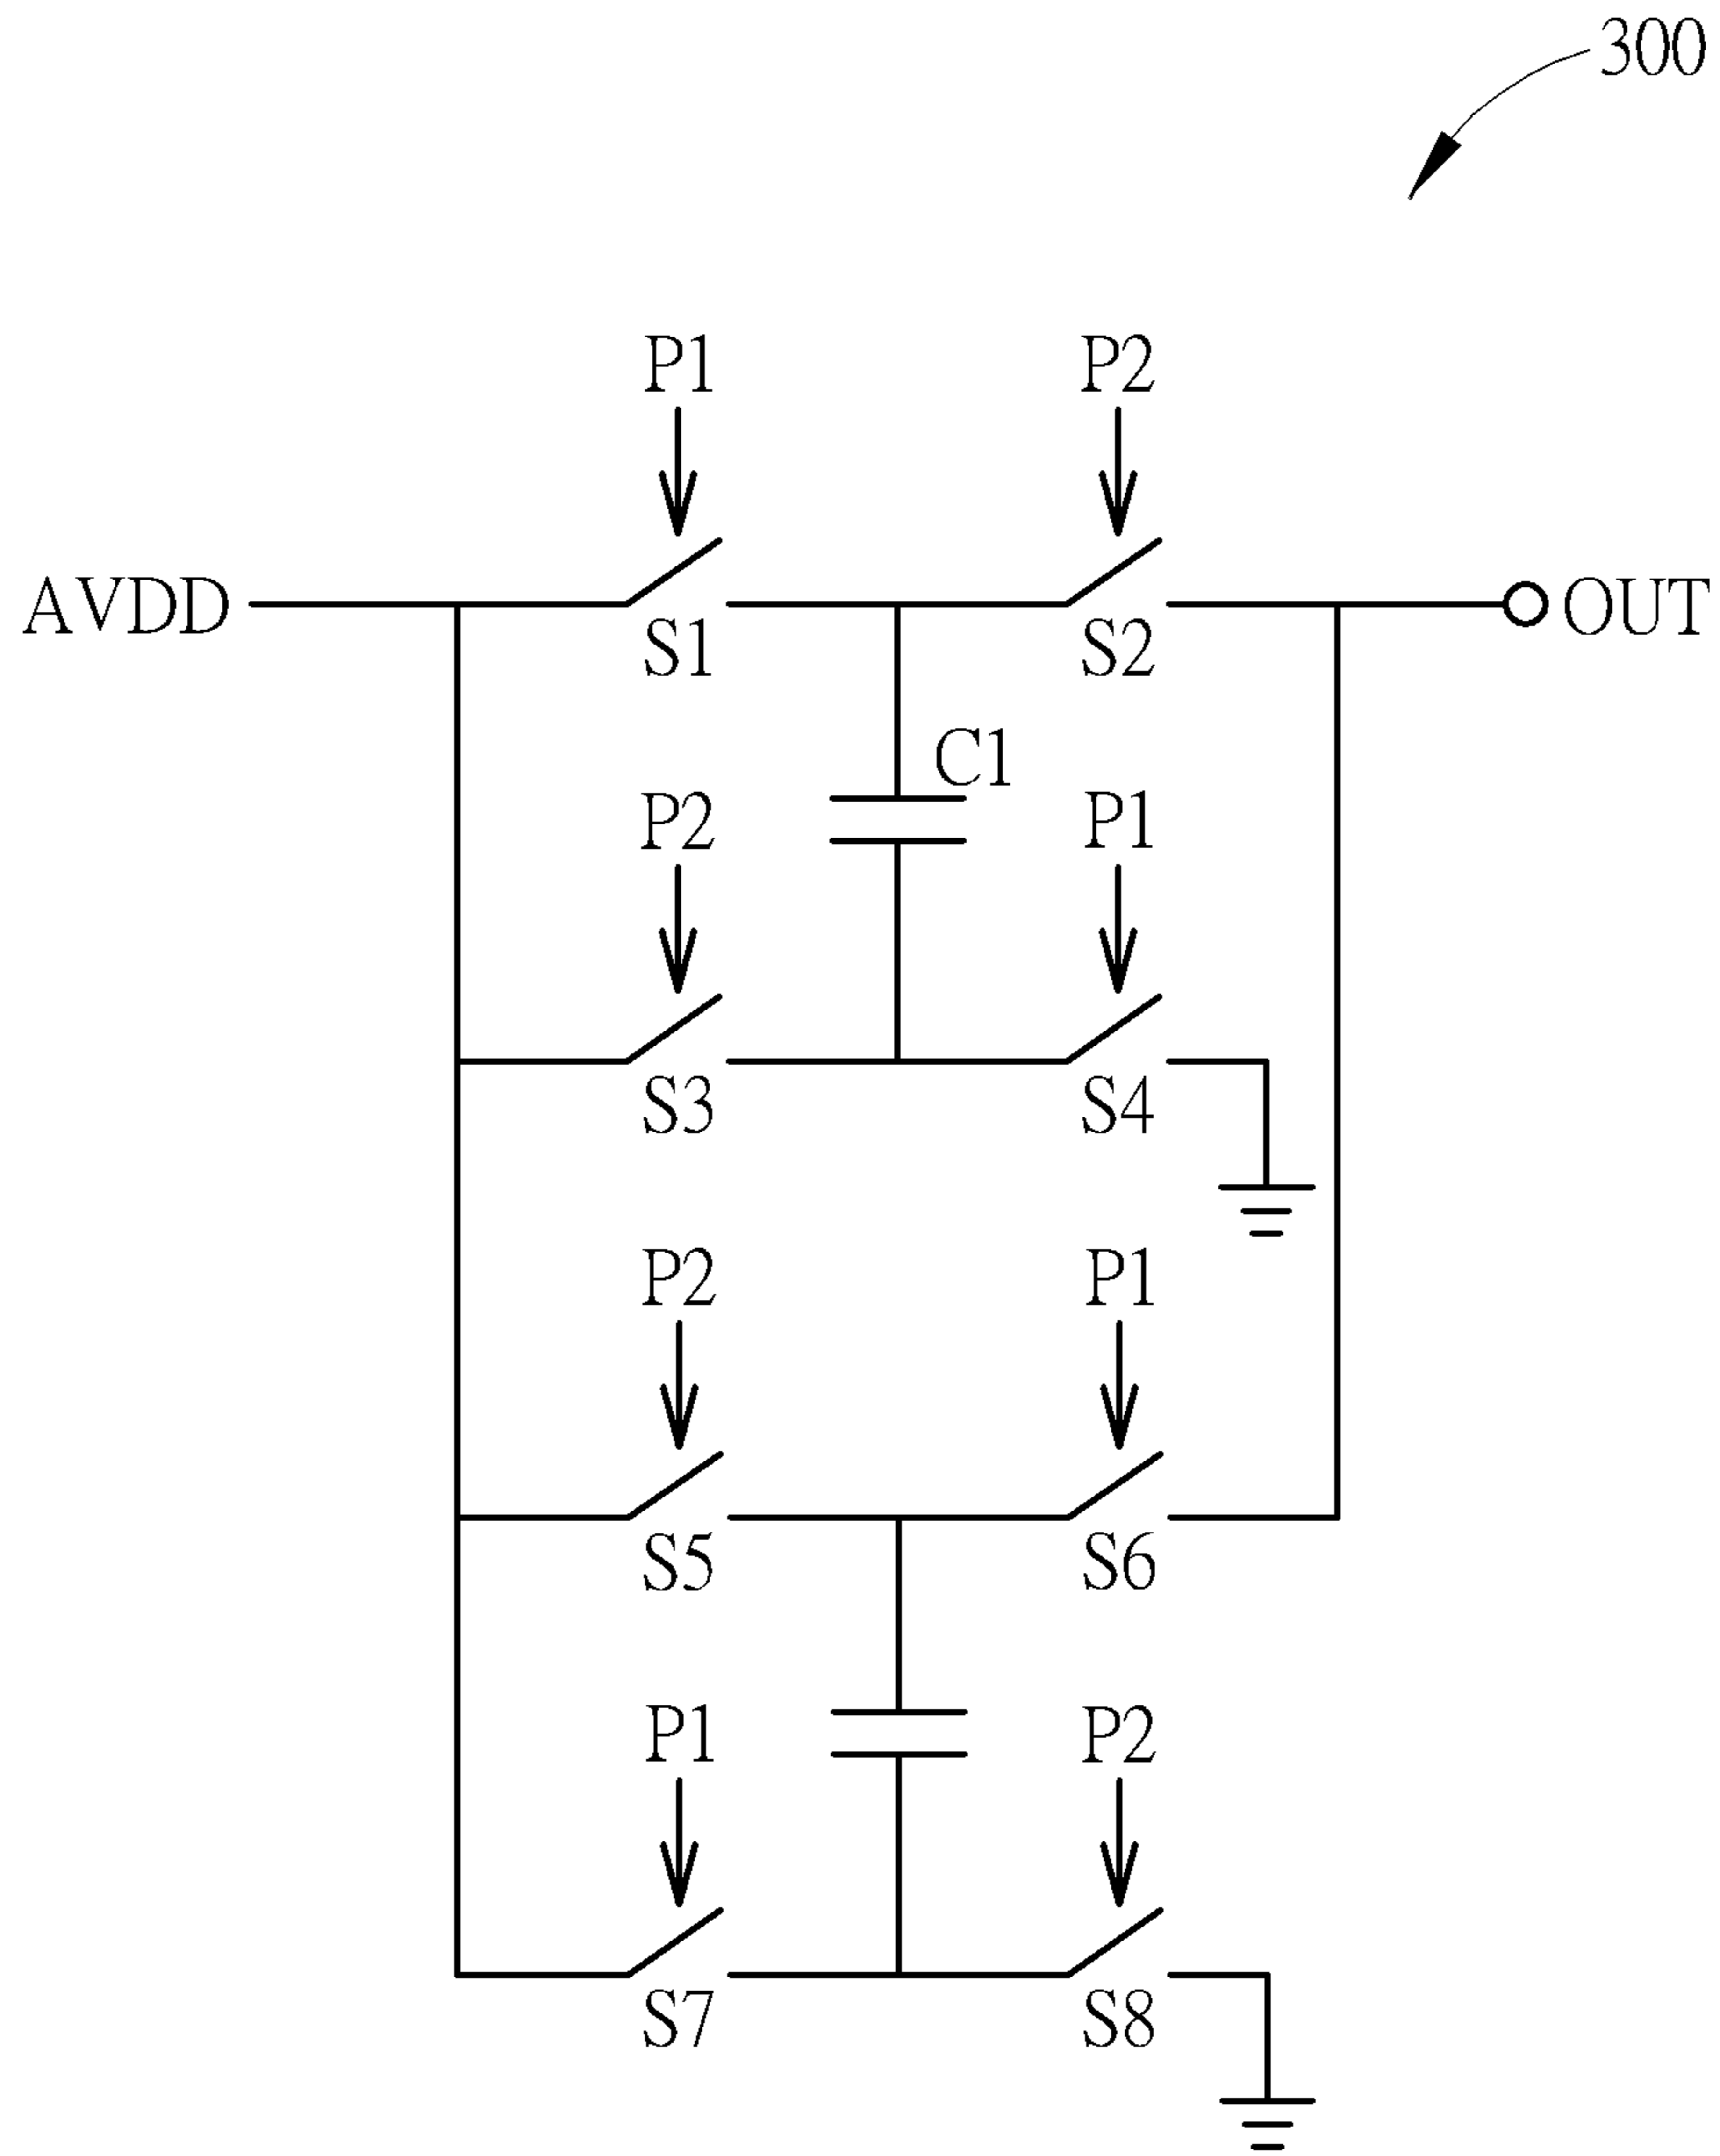 300
P1 P2
AVDD OUT
S1 S2
C1
P2 P1
S3 S4
P2 P1
S5 S6
P1 P2
S7 S8